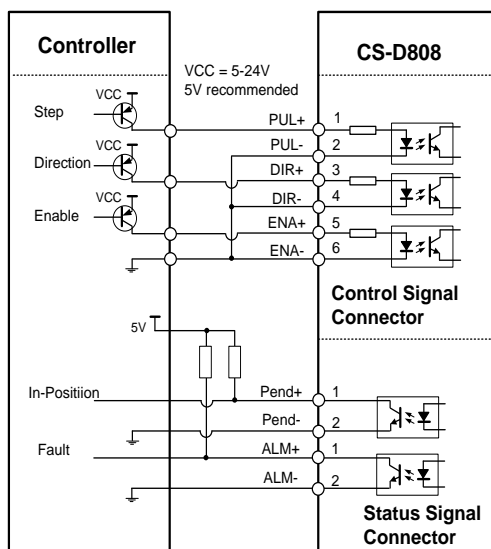 Controller
CS-D808
VCC = 5-24V
5V recommended
VCC
Step
PUL+
1
PUL-
2
VCC
Direction
DIR+
3
DIR-
4
VCC
Enable
ENA+
5
ENA-
6
Control Signal
Connector
5V
In-Positiion
Pend+
1
Pend-
2
Fault
ALM+
1
ALM-
2
Status Signal
Connector